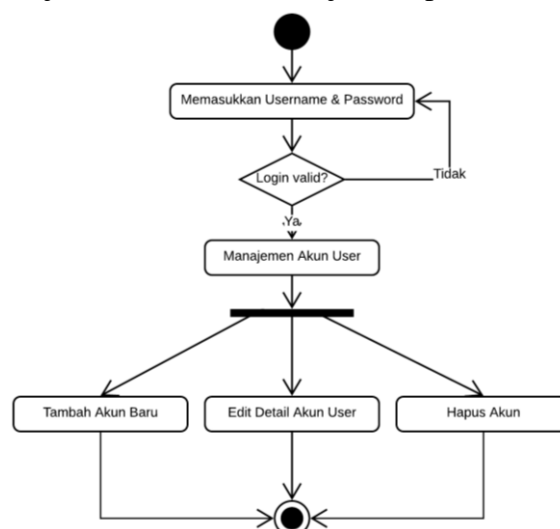 Memasukkan Username & Password
Login valid?
Tidak
Ya
Manajemen Akun User
Tambah Akun Baru
Edit Detail Akun User
Hapus Akun